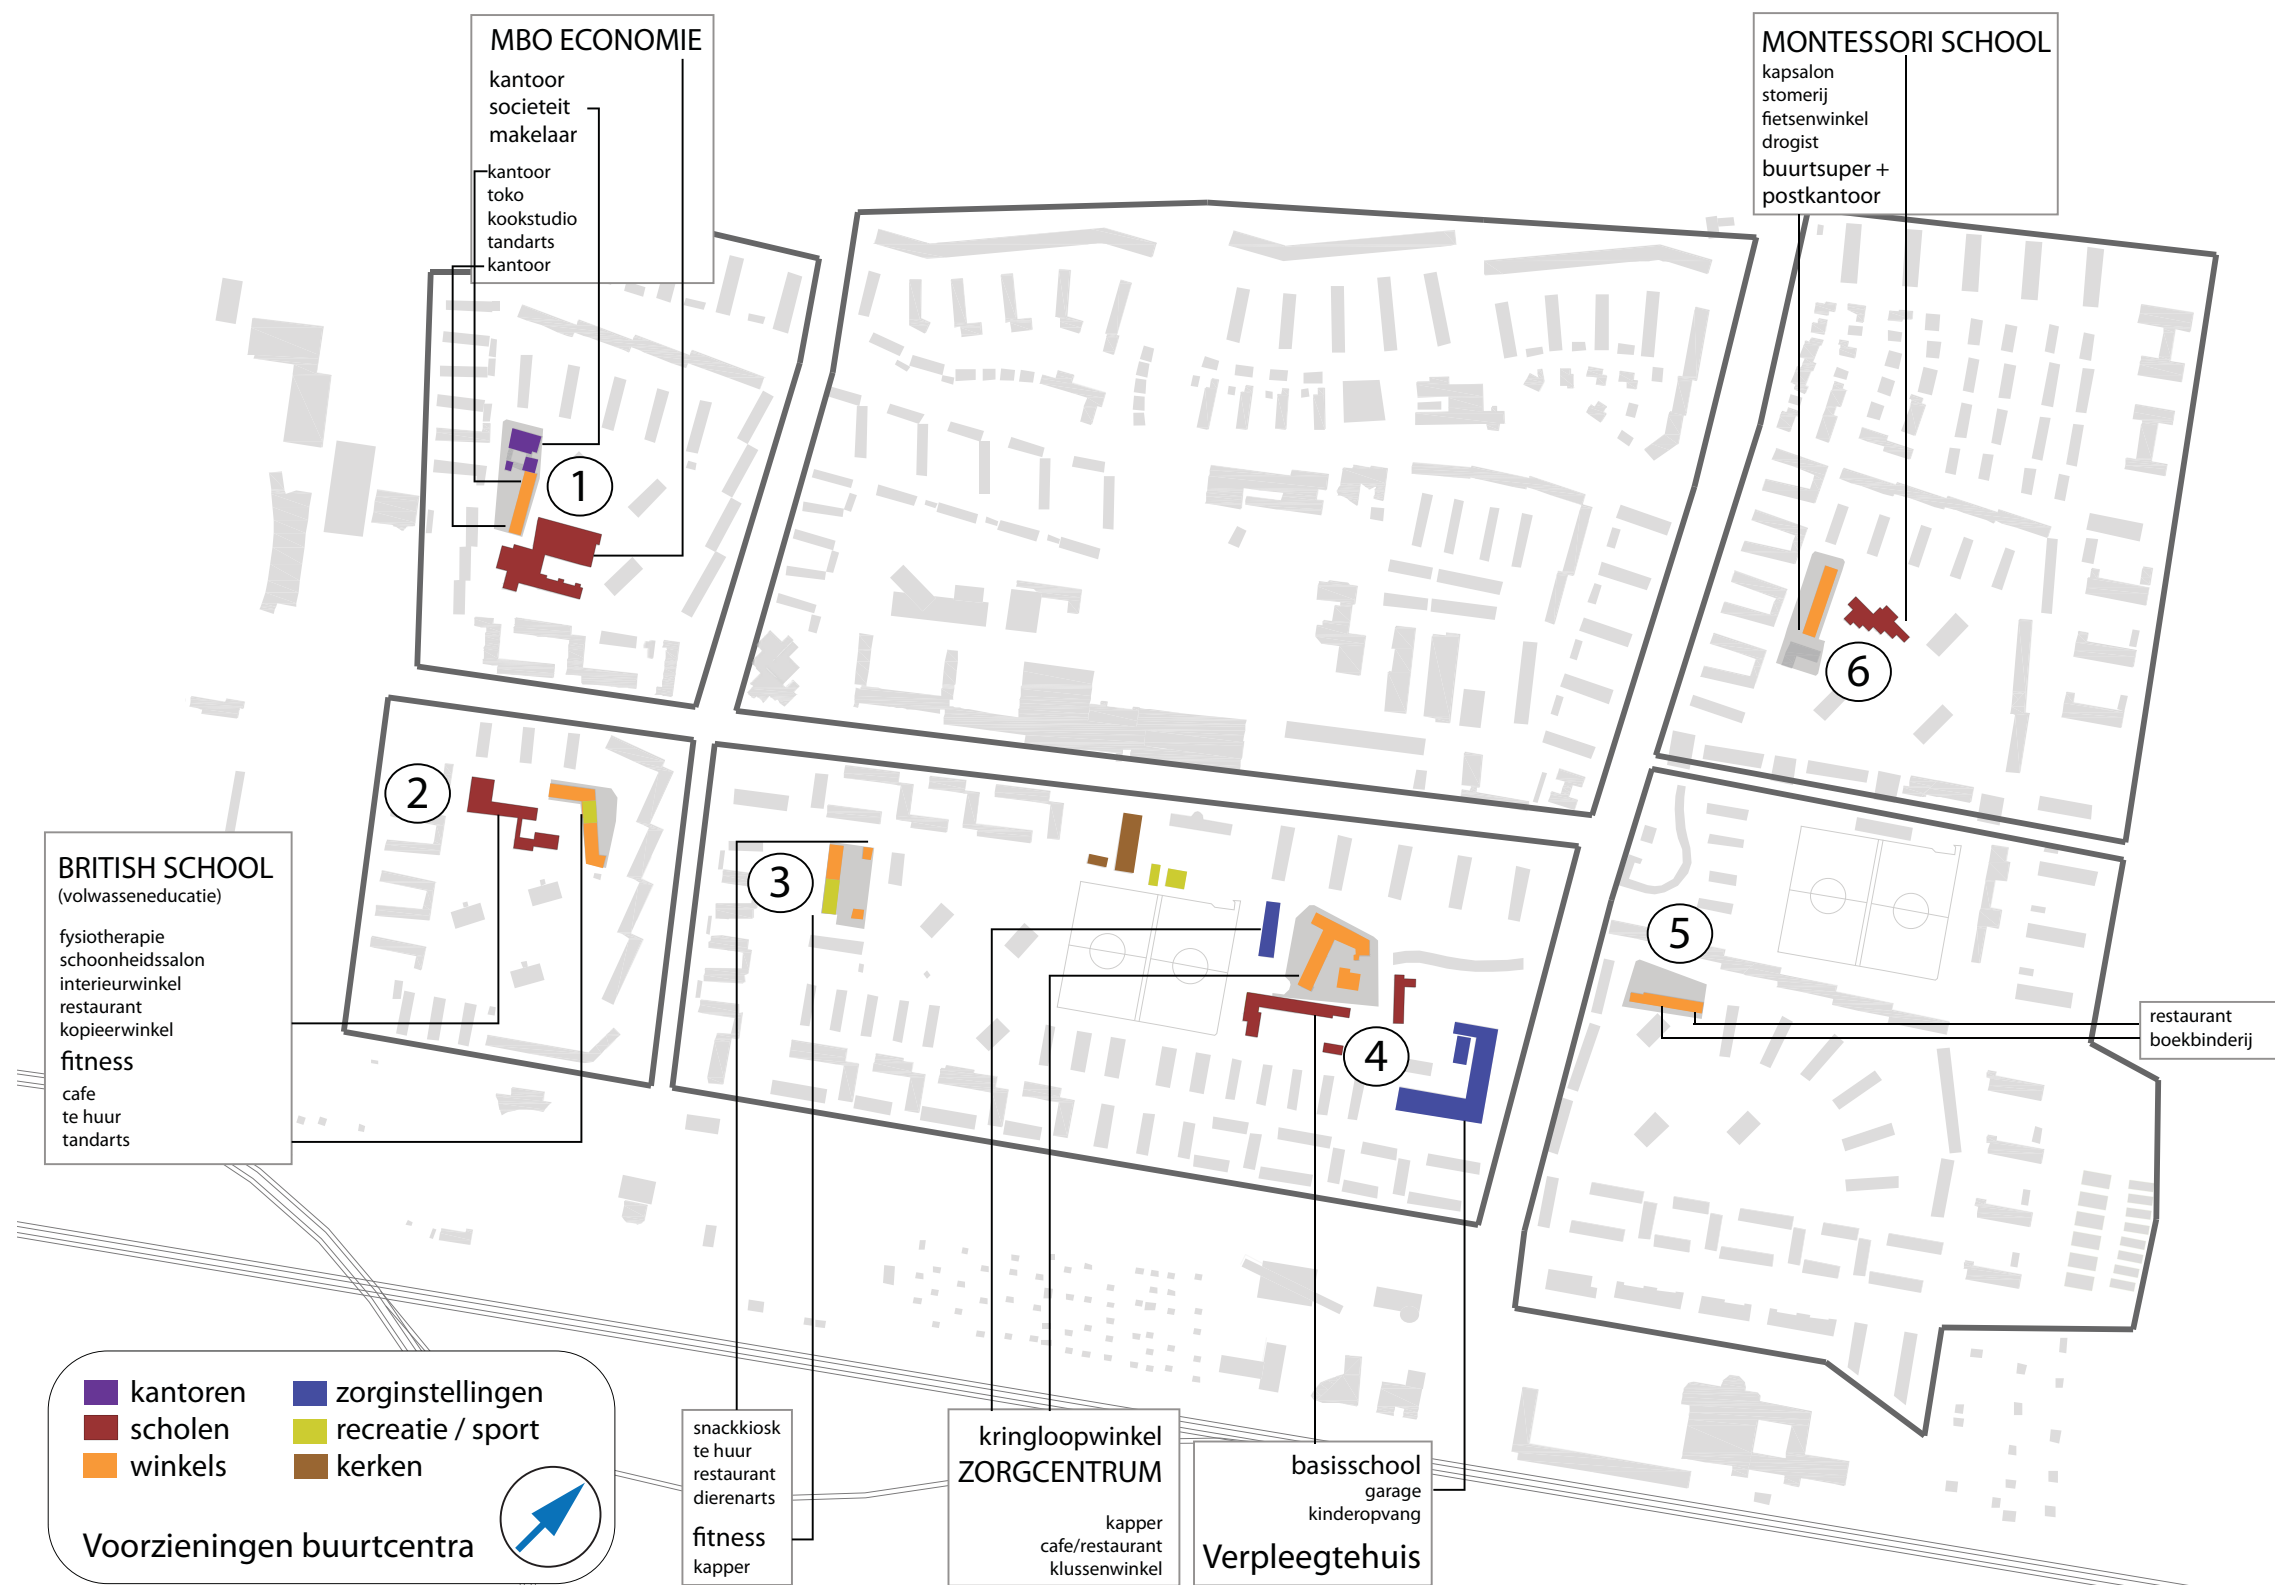 MBO ECONOMIE
kantoor
societeit
makelaar
kantoor
toko
kookstudio
tandarts
kantoor
MONTESSORI SCHOOL
kapsalon
stomerij
fietsenwinkel
drogist
buurtsuper +
postkantoor
1
6
2
3
5
4
BRITISH SCHOOL
(volwasseneducatie)
fysiotherapie
schoonheidssalon
interieurwinkel
restaurant
kopieerwinkel
fitness
cafe
te huur
tandarts
restaurant
boekbinderij
kantoren
scholen
winkels
zorginstellingen
recreatie / sport
kerken
Voorzieningen buurtcentra
snackkiosk
te huur
restaurant
dierenarts
fitness
kapper
kringloopwinkel
ZORGCENTRUM
kapper
cafe/restaurant
klussenwinkel
basisschool
garage
kinderopvang
Verpleegtehuis